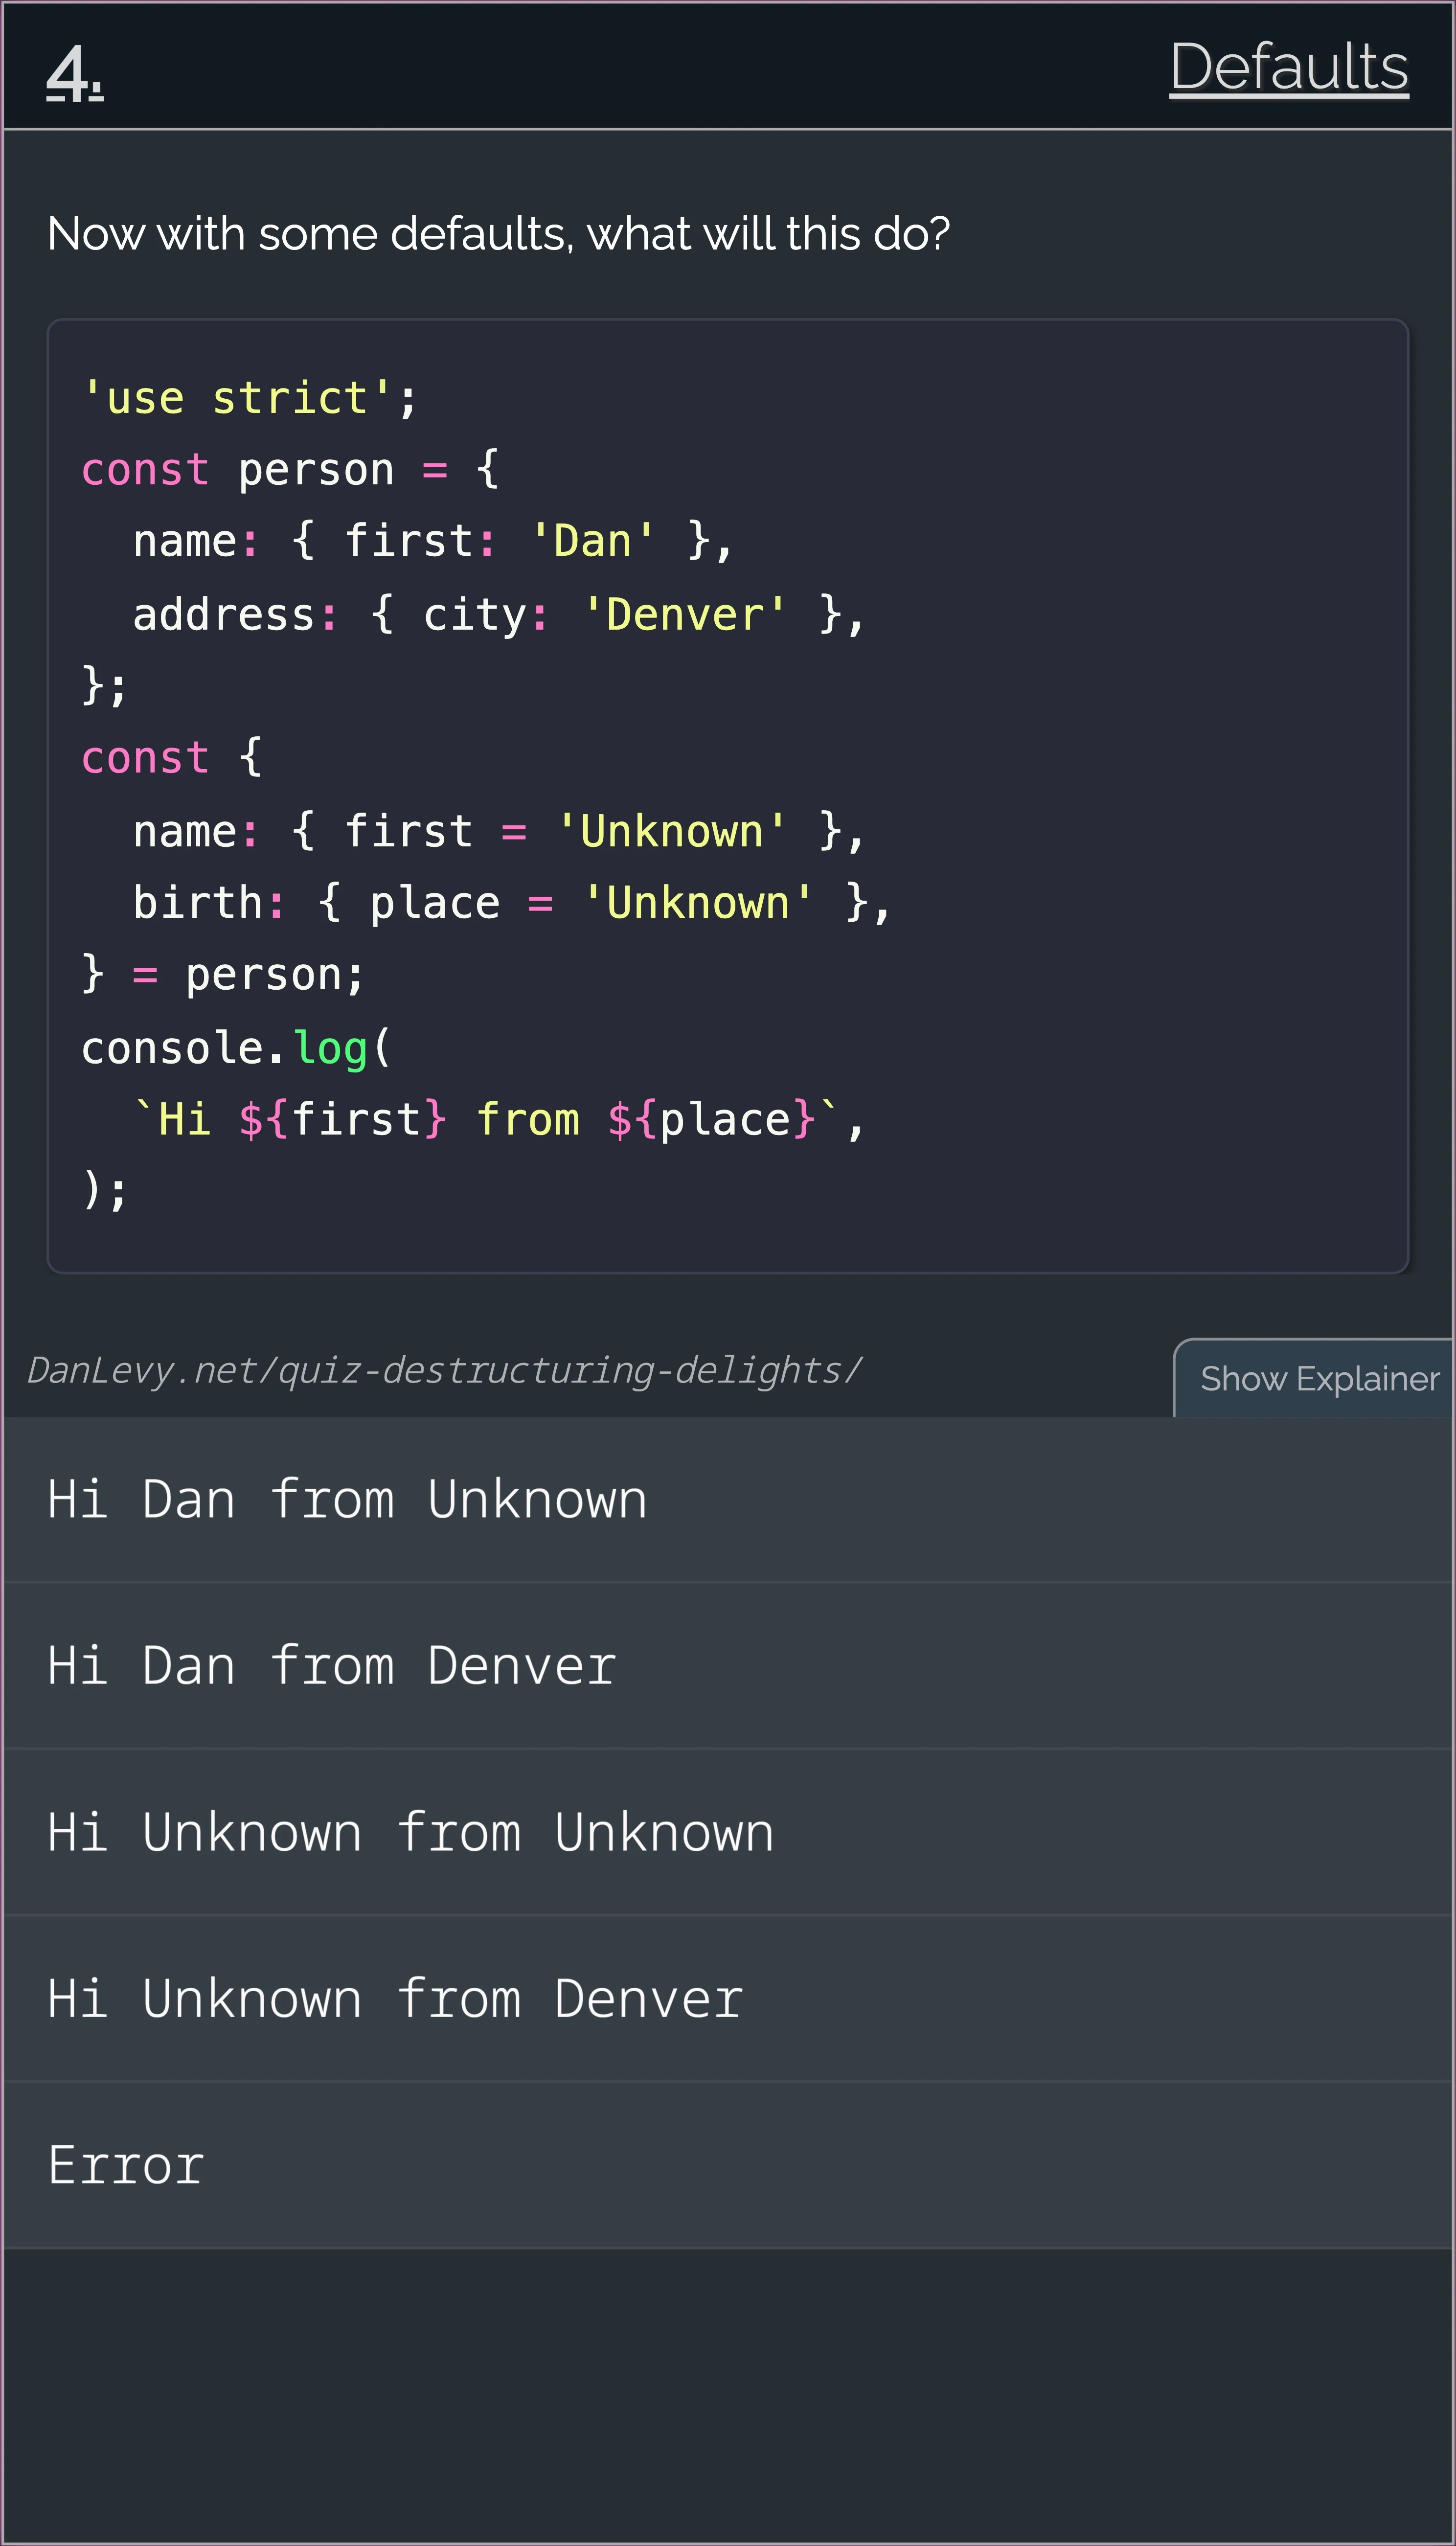 4.
Defaults
Now with some defaults, what will this do?
'use strict';
const person = {
  name: { first: 'Dan' },
  address: { city: 'Denver' },
};
const {
  name: { first = 'Unknown' },
  birth: { place = 'Unknown' },
} = person;
console.log(
  `Hi ${first} from ${place}`,
);
DanLevy.net/quiz-destructuring-delights/
Show Explainer
Hi Dan from Unknown
Hi Dan from Denver
Hi Unknown from Unknown
Hi Unknown from Denver
Error